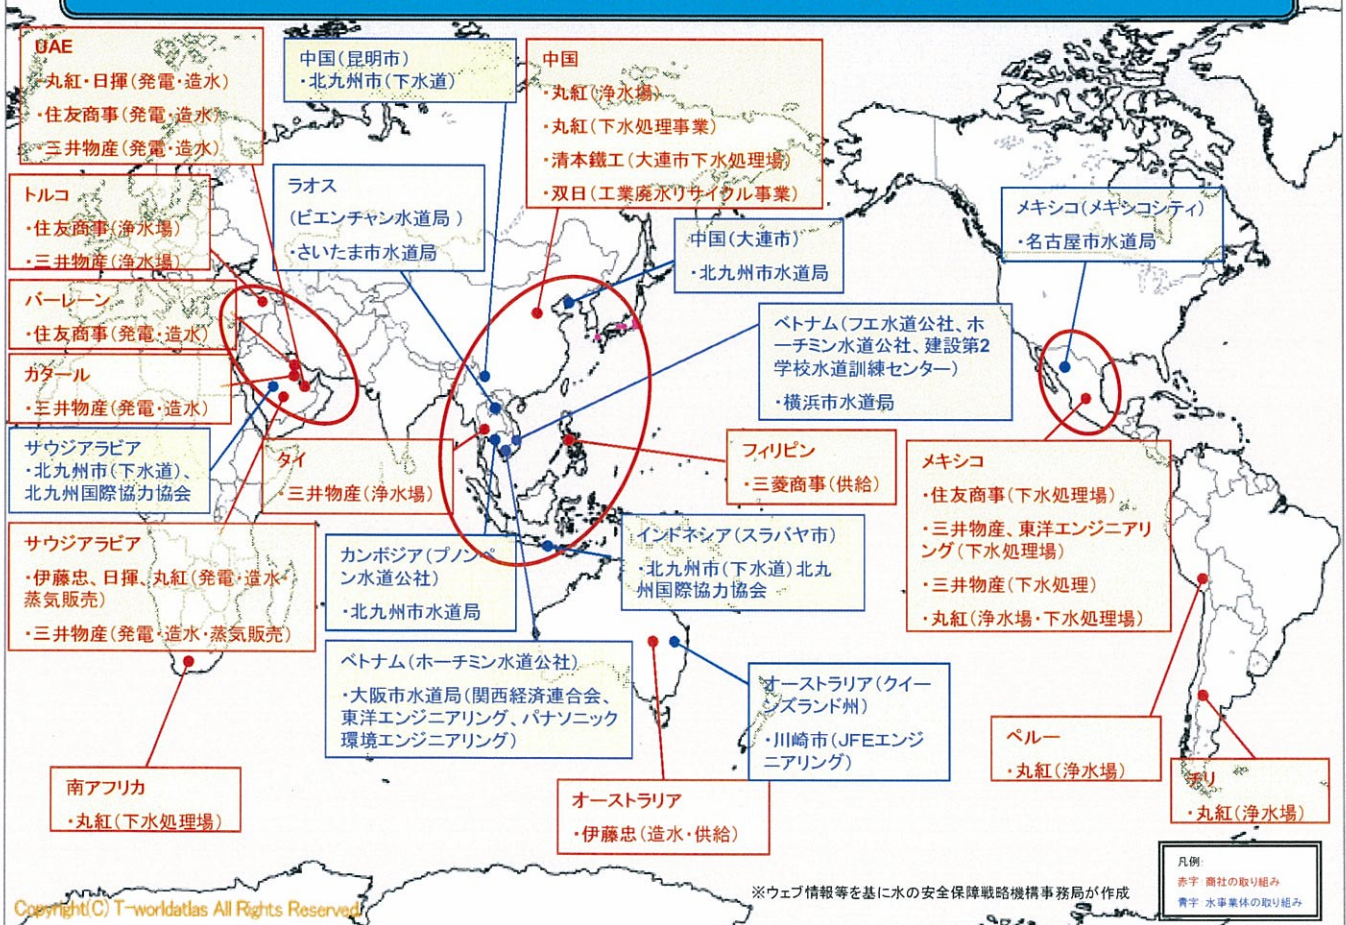 UAE
・丸紅・日揮(発電・造水)
・住友商事(発電・造水)
・三井物産(発電・造水)
中国(昆明市)
・北九州市(下水道)
中国
・丸紅(浄水場)
・丸紅(下水処理事業)
・清本鐵工(大連市下水処理場)
・双日(工業廃水リサイクル事業)
トルコ
・住友商事(浄水場)
・三井物産(浄水場)
ラオス
(ビエンチャン水道局)
・さいたま市水道局
中国(大連市)
・北九州市水道局
メキシコ(メキシコシティ)
・名古屋市水道局
バーレーン
・住友商事(発電・造水)
カタール
・三井物産(発電・造水)
ベトナム(フエ水道公社、ホ
ーチミン水道公社、建設第2
学校水道訓練センター)
・横浜市水道局
サウジアラビア
・北九州市(下水道)、
北九州国際協力協会
タイ
・三井物産(浄水場)
フィリピン
・三菱商事(供給)
メキシコ
・住友商事(下水処理場)
・三井物産、東洋エンジニアリ
ング(下水処理場)
・三井物産(下水処理)
・丸紅(浄水場・下水処理場)
サウジアラビア
・伊藤忠、日揮、丸紅(発電・造水・
蒸気販売)
・三井物産(発電・造水・蒸気販売)
カンボジア(プノンペ
ン水道公社)
・北九州市水道局
インドネシア(スラバヤ市)
・北九州市(下水道)北九
州国際協力協会
ベトナム(ホーチミン水道公社)
・大阪市水道局(関西経済連合会、
東洋エンジニアリング、パナソニック
環境エンジニアリング)
オーストラリア(クイー
ンズランド州)
・川崎市(JFEエンジ
ニアリング)
南アフリカ
・丸紅(下水処理場)
オーストラリア
・伊藤忠(造水・供給)
ペルー
・丸紅(浄水場)
チリ
・丸紅(浄水場)
凡例:
赤字:商社の取り組み
青字:水事業体の取り組み
※ウェブ情報等を基に水の安全保障戦略機構事務局が作成
Copyright(C) T-worldatlas All Rights Reserved